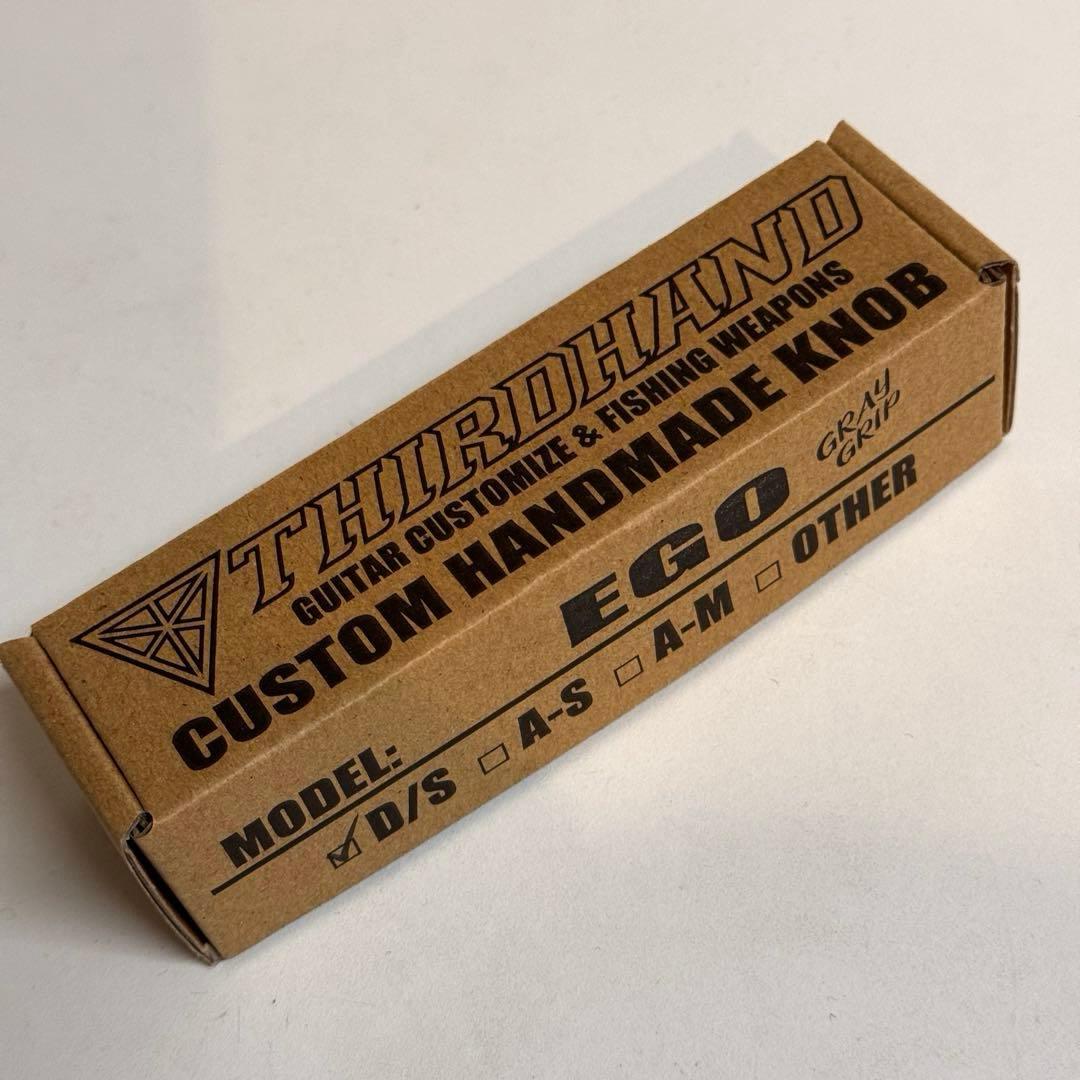 THIRDHAND
GUITAR CUSTOMIZE & FISHING WEAPONS
CUSTOM HANDMADE KNOB
MODEL: EGO GRAY GRIP
☑ D/S ☐ A-S ☐ A-M ☐ OTHER